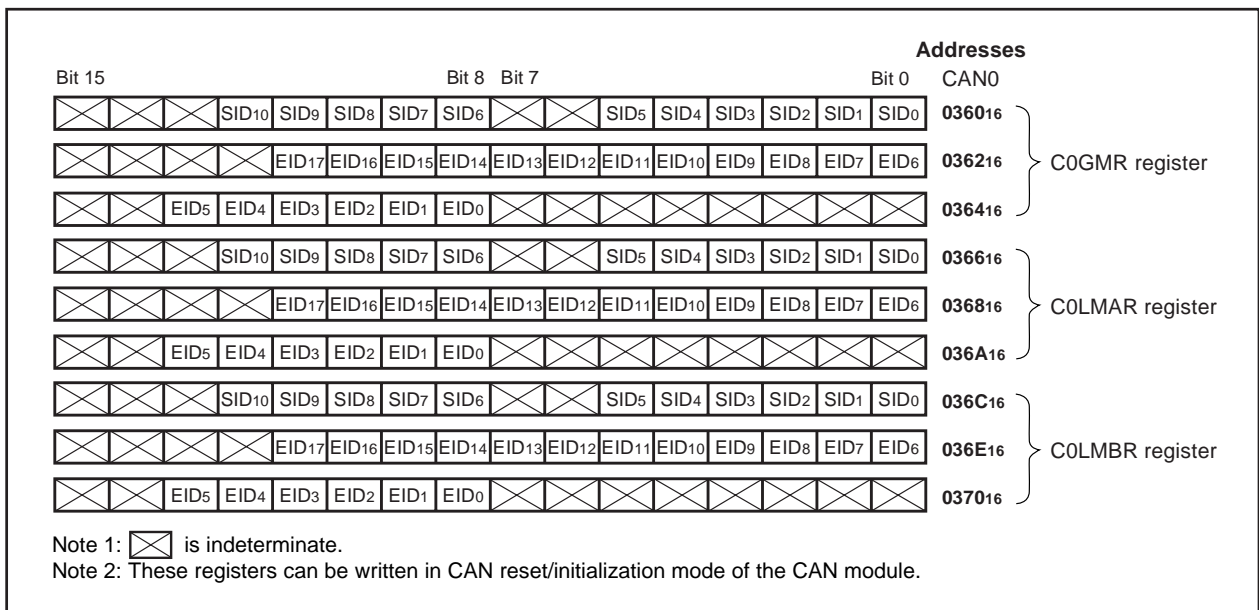 Addresses
Bit 15 Bit 8 Bit 7 Bit 0 CAN0
SID10 SID9 SID8 SID7 SID6 SID5 SID4 SID3 SID2 SID1 SID0 036016
EID17 EID16 EID15 EID14 EID13 EID12 EID11 EID10 EID9 EID8 EID7 EID6 036216 C0GMR register
EID5 EID4 EID3 EID2 EID1 EID0 036416
SID10 SID9 SID8 SID7 SID6 SID5 SID4 SID3 SID2 SID1 SID0 036616
EID17 EID16 EID15 EID14 EID13 EID12 EID11 EID10 EID9 EID8 EID7 EID6 036816 C0LMAR register
EID5 EID4 EID3 EID2 EID1 EID0 036A16
SID10 SID9 SID8 SID7 SID6 SID5 SID4 SID3 SID2 SID1 SID0 036C16
EID17 EID16 EID15 EID14 EID13 EID12 EID11 EID10 EID9 EID8 EID7 EID6 036E16 C0LMBR register
EID5 EID4 EID3 EID2 EID1 EID0 037016
Note 1: is indeterminate.
Note 2: These registers can be written in CAN reset/initialization mode of the CAN module.